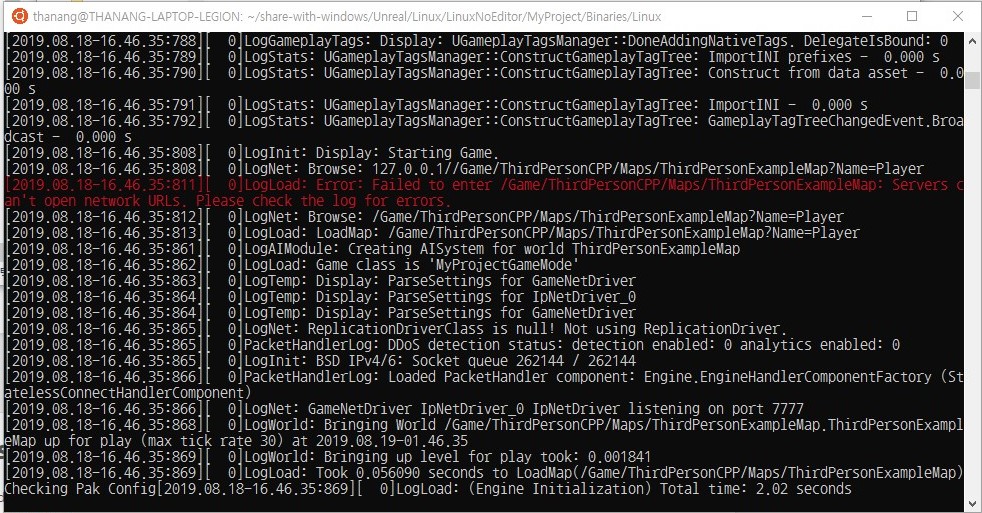 thanang@THANANG-LAPTOP-LEGION: ~/share-with-windows/Unreal/Linux/LinuxNoEditor/MyProject/Binaries/Linux
[2019.08.18-16.46.35:788][  0]LogGameplayTags: Display: UGameplayTagsManager::DoneAddingNativeTags. DelegateIsBound: 0
[2019.08.18-16.46.35:789][  0]LogStats: UGameplayTagsManager::ConstructGameplayTagTree: ImportINI prefixes -  0.000 s
[2019.08.18-16.46.35:790][  0]LogStats: UGameplayTagsManager::ConstructGameplayTagTree: Construct from data asset -  0.0
00 s
[2019.08.18-16.46.35:791][  0]LogStats: UGameplayTagsManager::ConstructGameplayTagTree: ImportINI -  0.000 s
[2019.08.18-16.46.35:792][  0]LogStats: UGameplayTagsManager::ConstructGameplayTagTree: GameplayTagTreeChangedEvent.Broa
dcast -  0.000 s
[2019.08.18-16.46.35:808][  0]LogInit: Display: Starting Game.
[2019.08.18-16.46.35:808][  0]LogNet: Browse: 127.0.0.1//Game/ThirdPersonCPP/Maps/ThirdPersonExampleMap?Name=Player
[2019.08.18-16.46.35:811][  0]LogLoad: Error: Failed to enter /Game/ThirdPersonCPP/Maps/ThirdPersonExampleMap: Servers c
an't open network URLs. Please check the log for errors.
[2019.08.18-16.46.35:812][  0]LogNet: Browse: /Game/ThirdPersonCPP/Maps/ThirdPersonExampleMap?Name=Player
[2019.08.18-16.46.35:813][  0]LogLoad: LoadMap: /Game/ThirdPersonCPP/Maps/ThirdPersonExampleMap?Name=Player
[2019.08.18-16.46.35:861][  0]LogAIModule: Creating AISystem for world ThirdPersonExampleMap
[2019.08.18-16.46.35:862][  0]LogLoad: Game class is 'MyProjectGameMode'
[2019.08.18-16.46.35:863][  0]LogTemp: Display: ParseSettings for GameNetDriver
[2019.08.18-16.46.35:864][  0]LogTemp: Display: ParseSettings for IpNetDriver_0
[2019.08.18-16.46.35:864][  0]LogTemp: Display: ParseSettings for GameNetDriver
[2019.08.18-16.46.35:865][  0]LogNet: ReplicationDriverClass is null! Not using ReplicationDriver.
[2019.08.18-16.46.35:865][  0]PacketHandlerLog: DDoS detection status: detection enabled: 0 analytics enabled: 0
[2019.08.18-16.46.35:865][  0]LogInit: BSD IPv4/6: Socket queue 262144 / 262144
[2019.08.18-16.46.35:866][  0]PacketHandlerLog: Loaded PacketHandler component: Engine.EngineHandlerComponentFactory (St
atelessConnectHandlerComponent)
[2019.08.18-16.46.35:866][  0]LogNet: GameNetDriver IpNetDriver_0 IpNetDriver listening on port 7777
[2019.08.18-16.46.35:868][  0]LogWorld: Bringing World /Game/ThirdPersonCPP/Maps/ThirdPersonExampleMap.ThirdPersonExampl
eMap up for play (max tick rate 30) at 2019.08.19-01.46.35
[2019.08.18-16.46.35:869][  0]LogWorld: Bringing up level for play took: 0.001841
[2019.08.18-16.46.35:869][  0]LogLoad: Took 0.056090 seconds to LoadMap(/Game/ThirdPersonCPP/Maps/ThirdPersonExampleMap)
Checking Pak Config[2019.08.18-16.46.35:869][  0]LogLoad: (Engine Initialization) Total time: 2.02 seconds